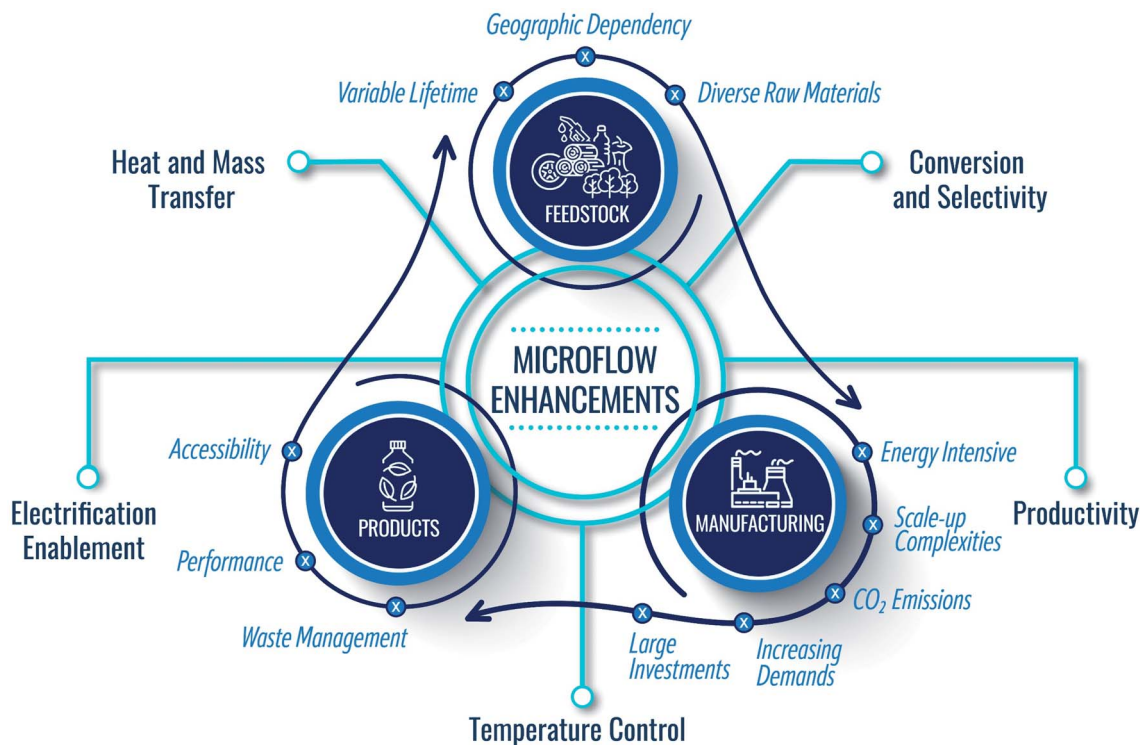 Geographic Dependency
Variable Lifetime
Diverse Raw Materials
Heat and Mass
Transfer
Conversion
and Selectivity
FEEDSTOCK
MICROFLOW
ENHANCEMENTS
Accessibility
Energy Intensive
PRODUCTS
MANUFACTURING
Electrification
Enablement
Scale-up
Complexities
Productivity
Performance
CO₂ Emissions
Waste Management
Large
Investments
Increasing
Demands
Temperature Control